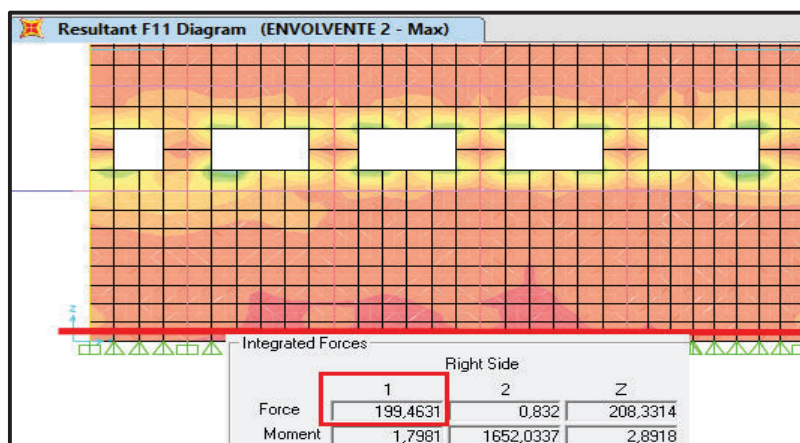 Resultant F11 Diagram (ENVOLVENTE 2 - Max)
Z
Integrated Forces
Right Side
1 2 Z
Force 199,4631 0,832 208,3314
Moment 1,7981 1652,0337 2,8918